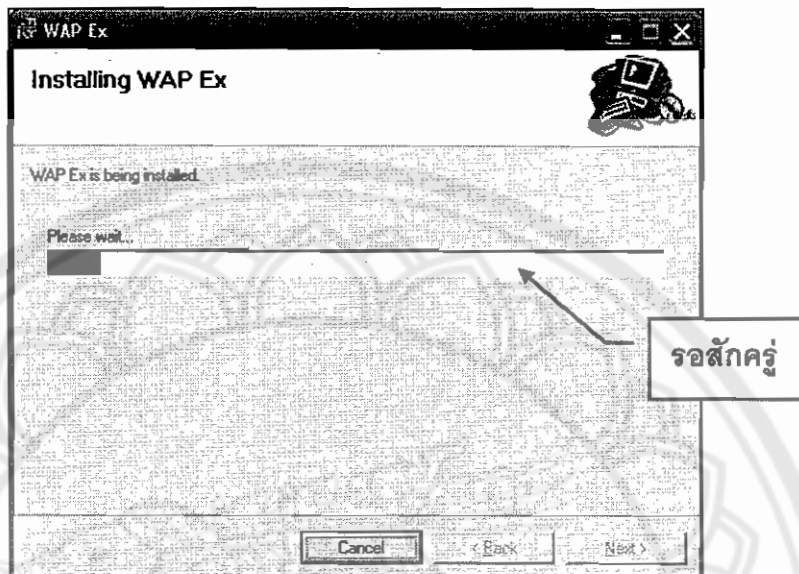 WAP Ex
Installing WAP Ex
WAP Ex is being installed.
Please wait...
รอสักครู่
Cancel
< Back
Next >